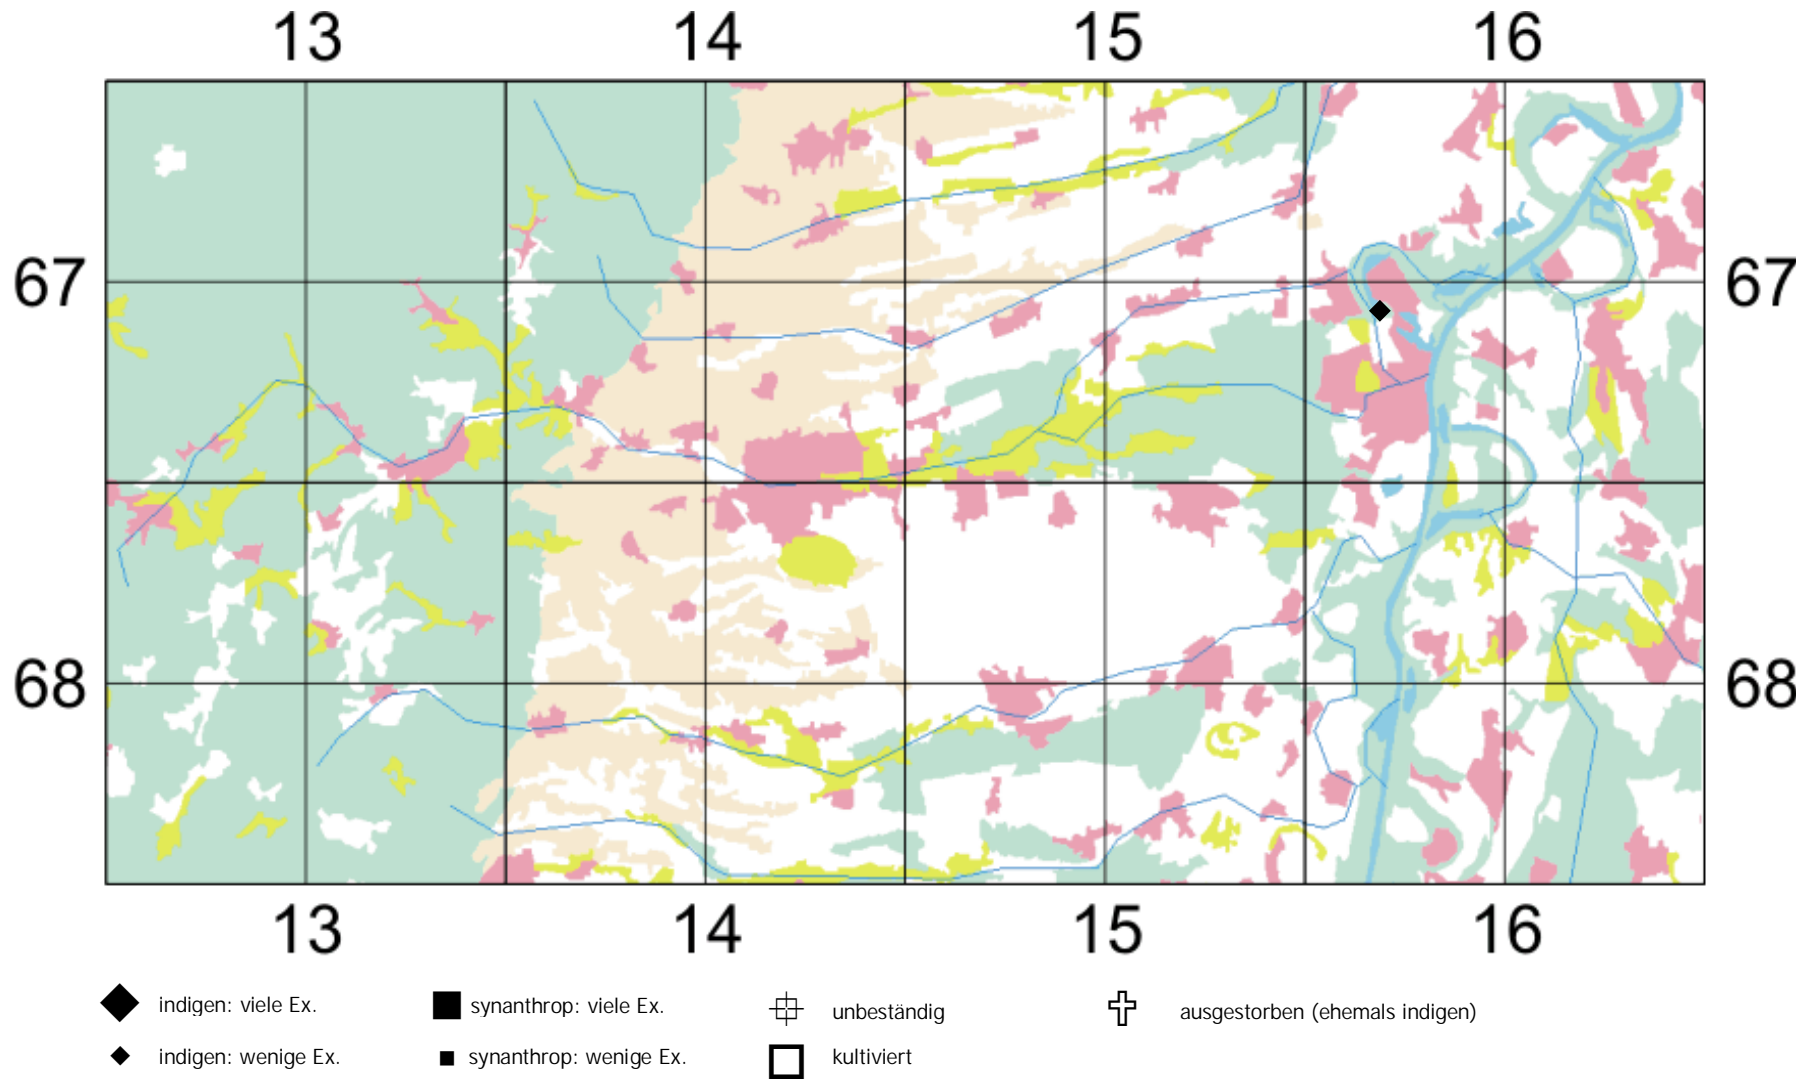 13 14 15 16
67 67
68 68
13 14 15 16
indigen: viele Ex. synanthrop: viele Ex. unbeständig ausgestorben (ehemals indigen)
indigen: wenige Ex. synanthrop: wenige Ex. kultiviert